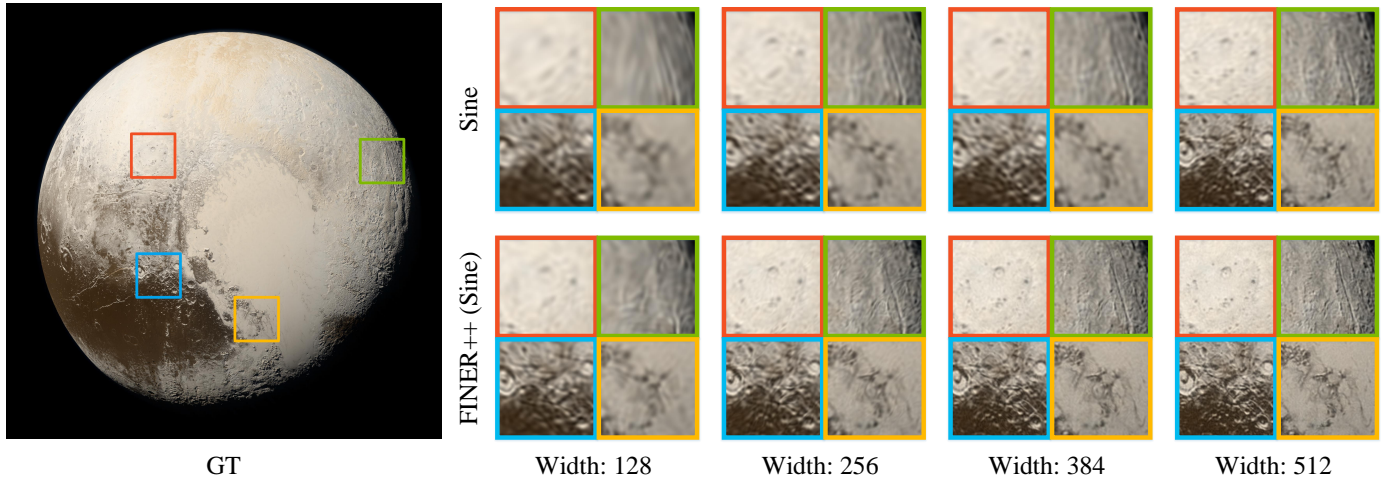 Sine
FINER++ (Sine)
GT
Width: 128
Width: 256
Width: 384
Width: 512